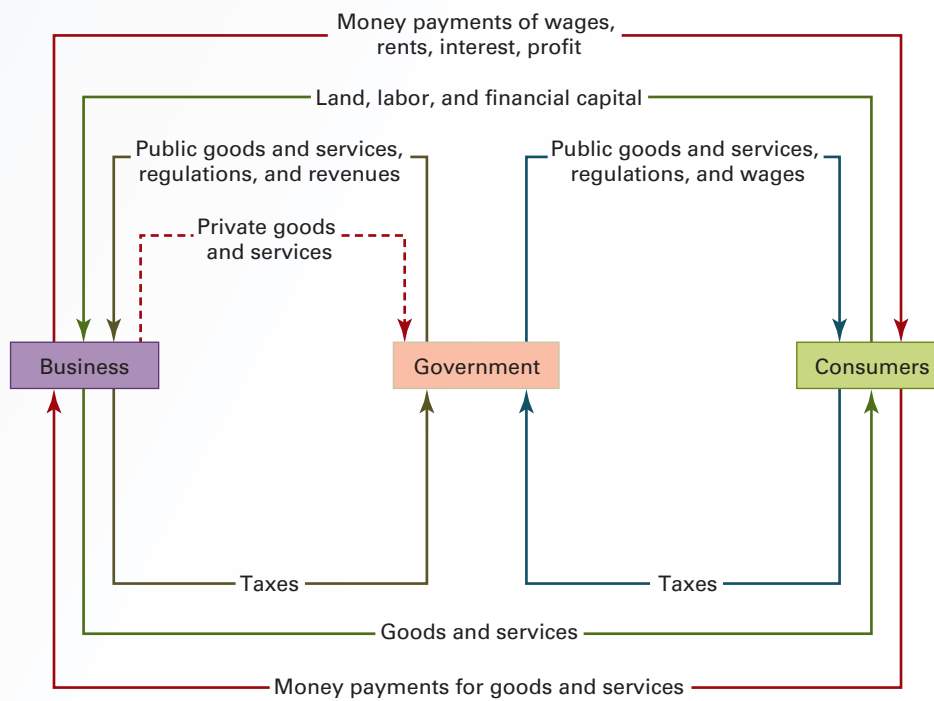 Money payments of wages,
rents, interest, profit
Land, labor, and financial capital
Public goods and services,
regulations, and revenues
Public goods and services,
regulations, and wages
Private goods
and services
Business
Government
Consumers
Taxes
Taxes
Goods and services
Money payments for goods and services